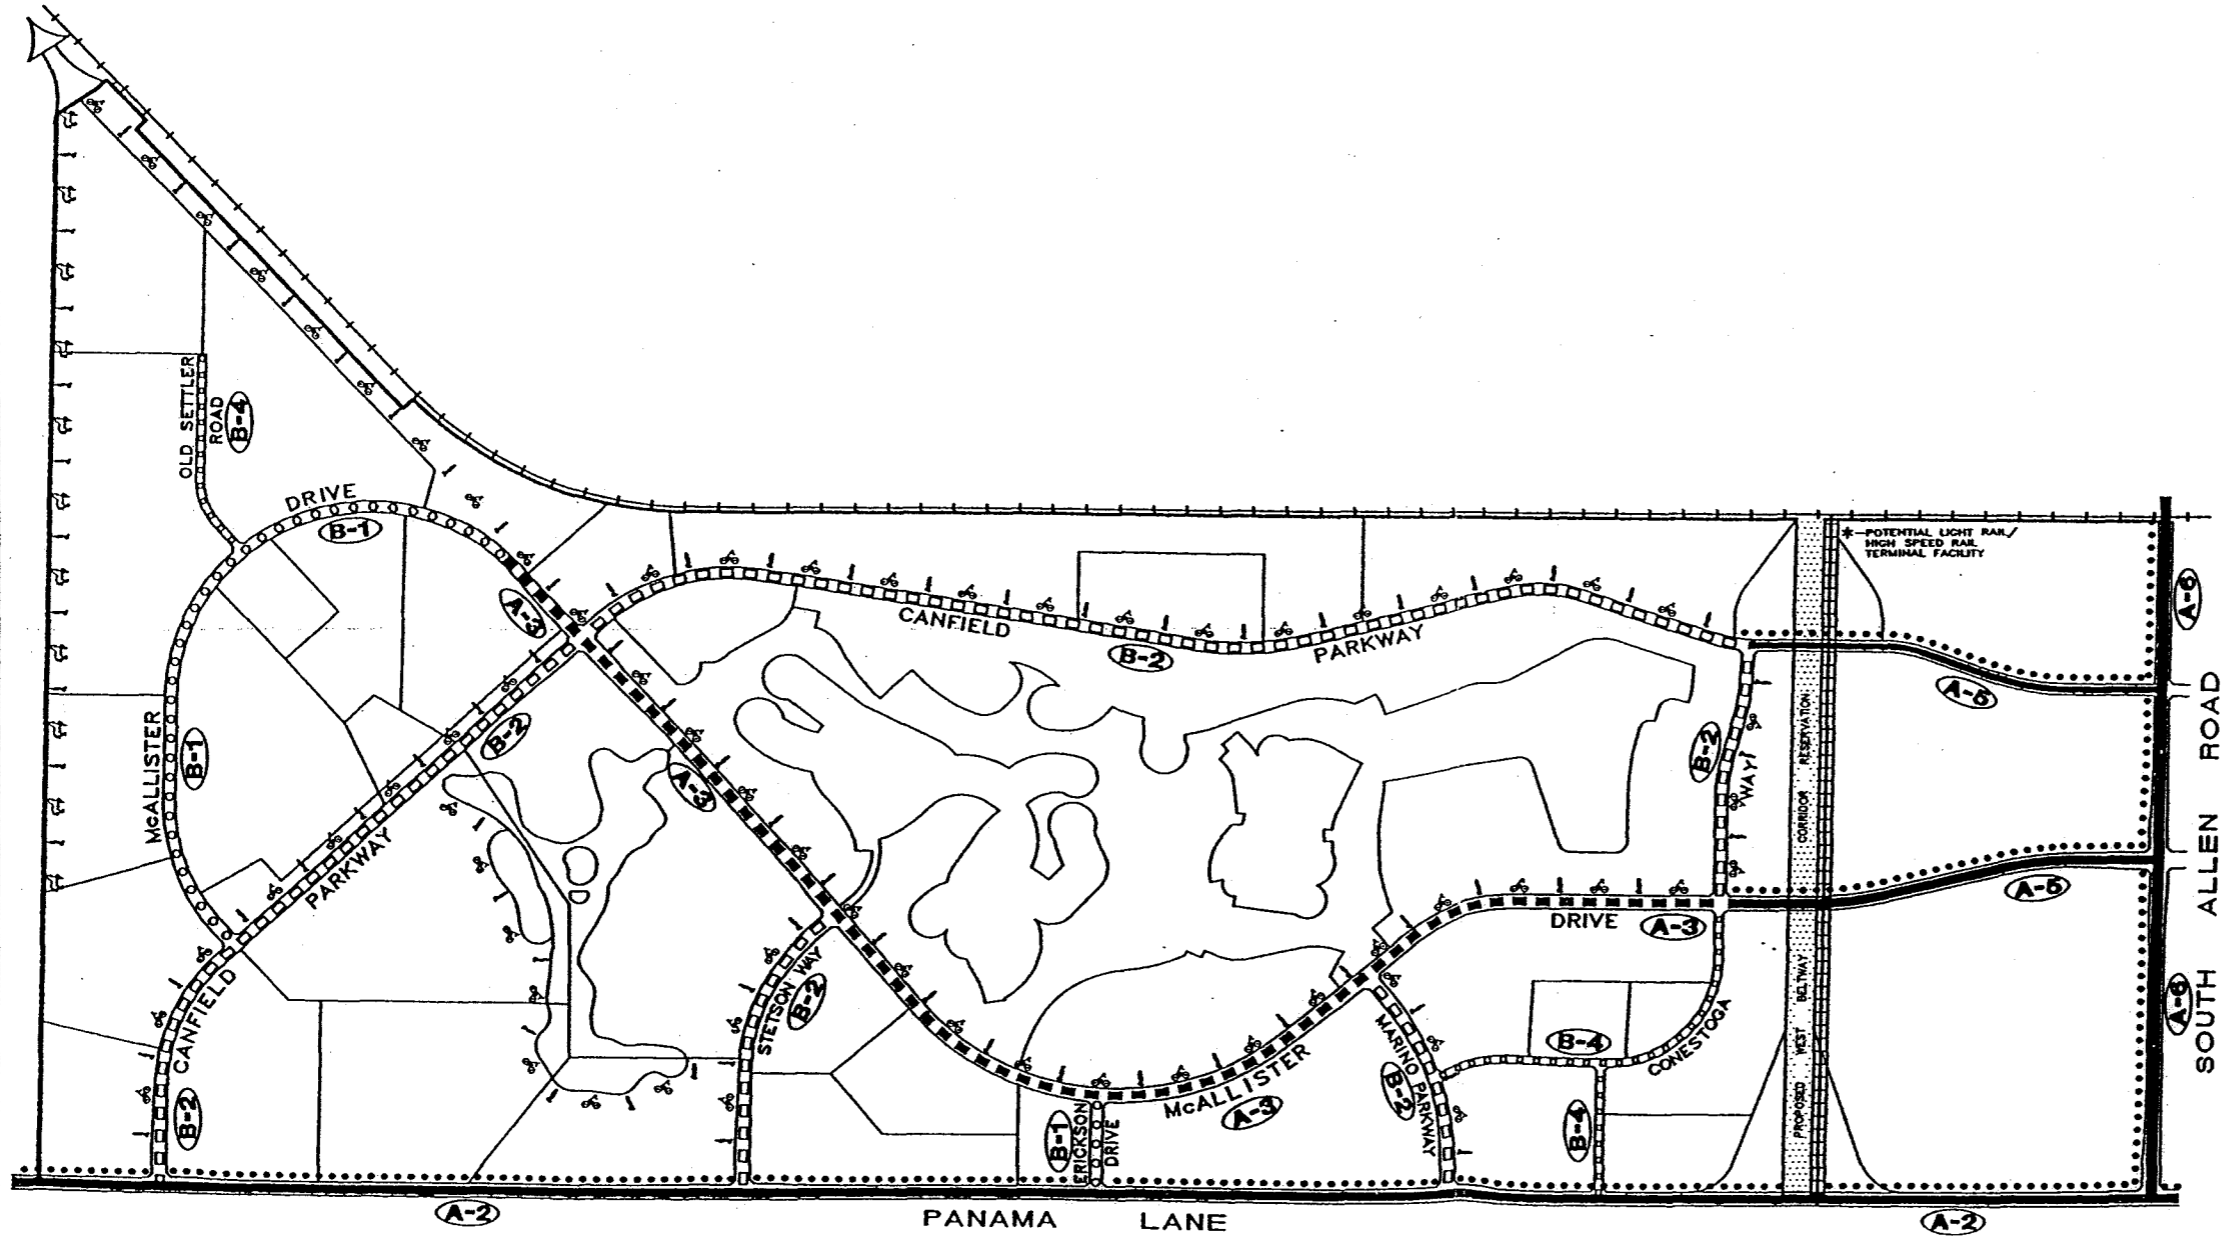 *-POTENTIAL LIGHT RAIL/
HIGH SPEED RAIL
TERMINAL FACILITY
OLD SETTLER
ROAD
B-4
DRIVE
B-1
A-3
CANFIELD
B-2
PARKWAY
A-6
A-5
McALLISTER
B-1
B-2
PARKWAY
A-3
B-2
WAY
SOUTH ALLEN ROAD
A-5
DRIVE
A-3
CANFIELD
B-2
STETSON WAY
B-2
ERICKSON
DRIVE
B-1
McALLISTER
A-3
MARINO PARKWAY
B-2
B-4
CONESTOGA
B-4
PROPOSED WEST BELTWAY CORRIDOR RESERVATION
A-6
A-2
PANAMA LANE
A-2